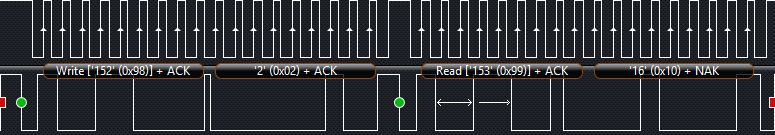 Write ['152' (0x98)] + ACK
'2' (0x02) + ACK
Read ['153' (0x99)] + ACK
'16' (0x10) + NAK